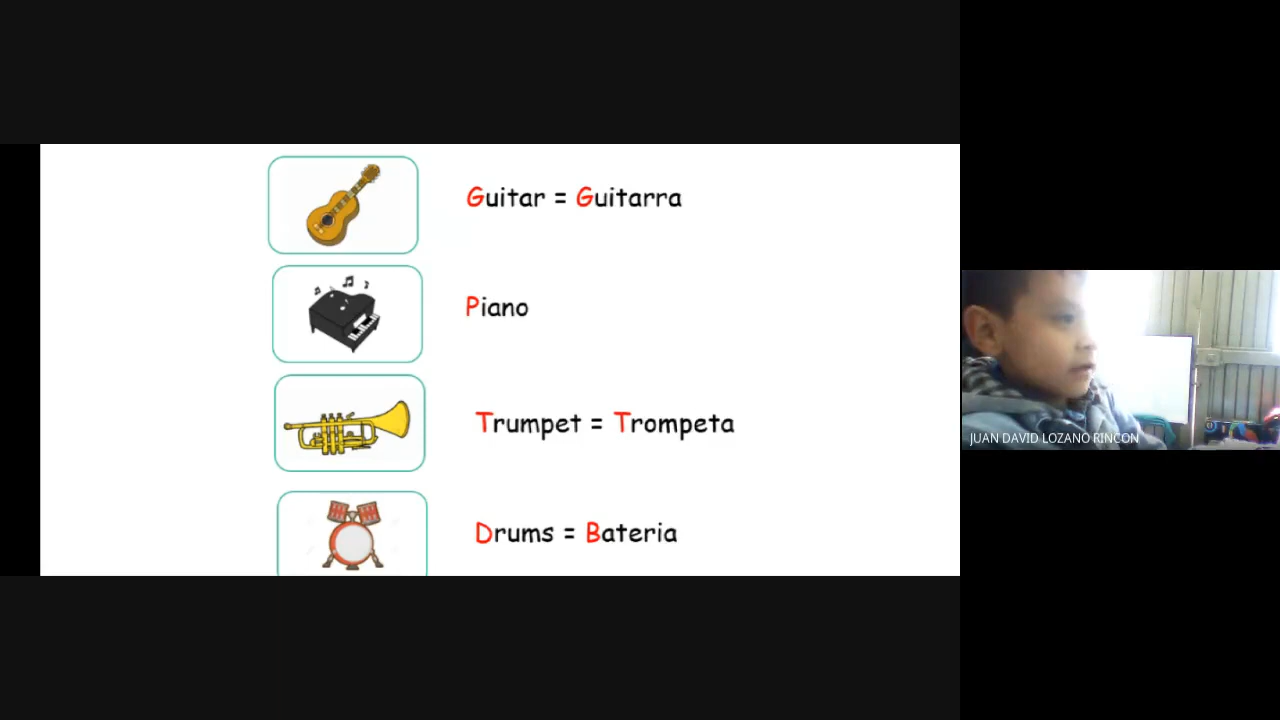 Guitar = Guitarra
Piano
Trumpet = Trompeta
Drums = Bateria
JUAN DAVID LOZANO RINCON